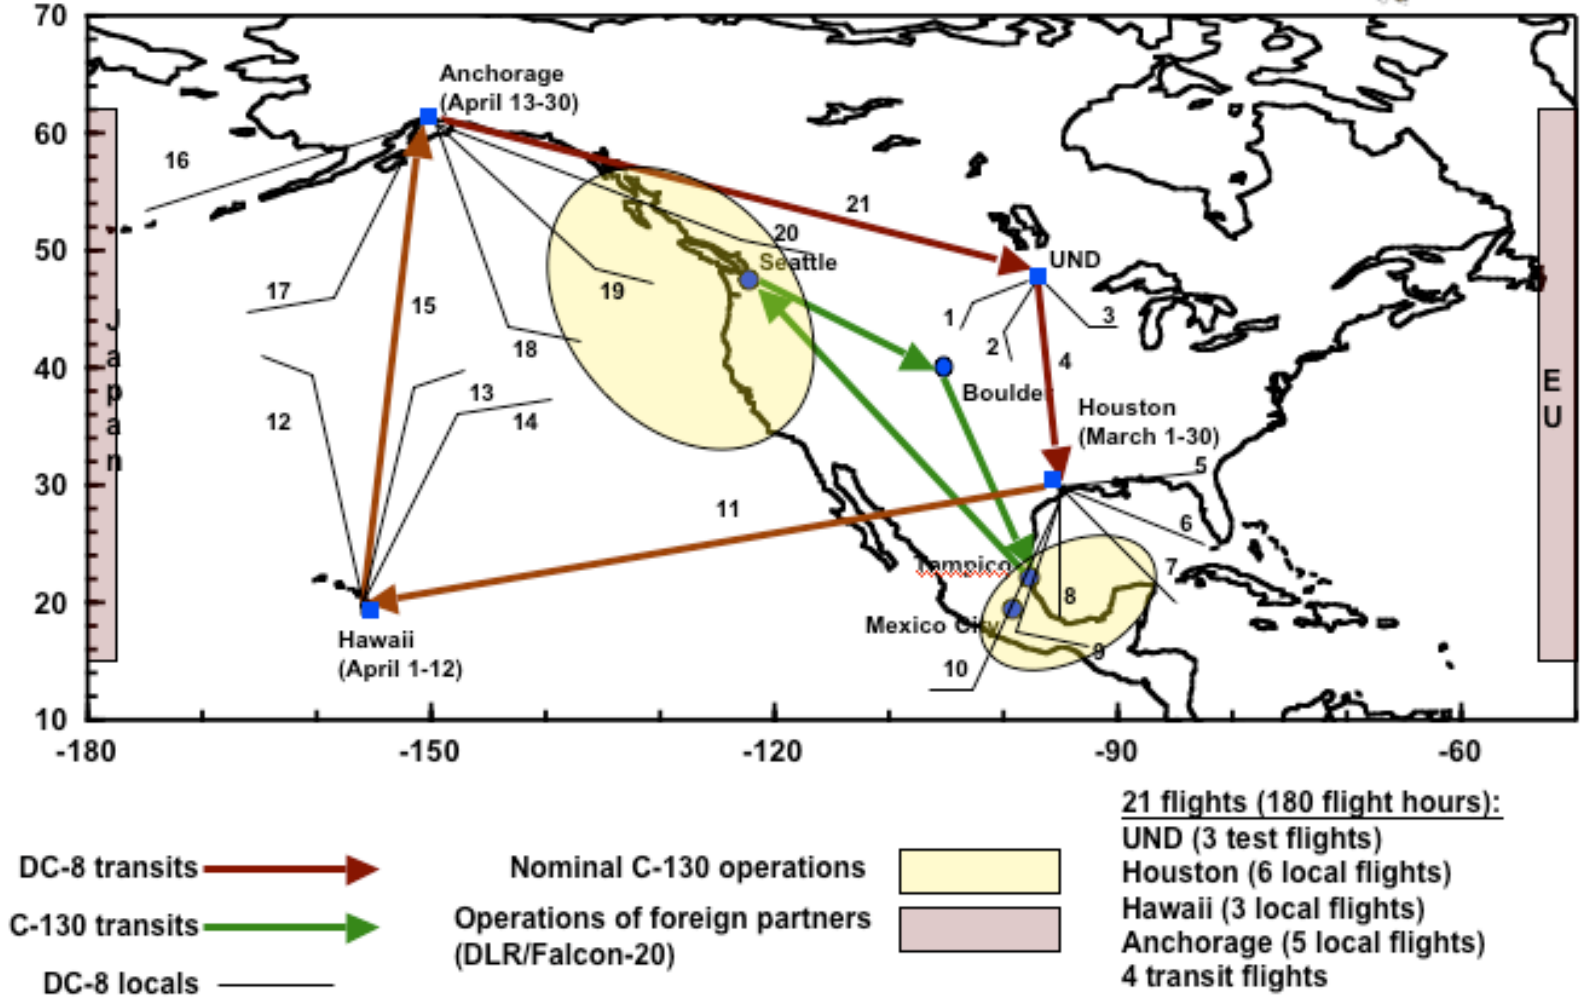 70
60
50
40
30
20
10
-180
-150
-120
-90
-60
Anchorage
(April 13-30)
16
17
15
18
19
20
21
Seattle
UND
1
2
3
4
12
13
14
Boulder
Houston
(March 1-30)
5
6
7
8
9
10
11
Tampico
Mexico City
Hawaii
(April 1-12)
Japan
EU
DC-8 transits
C-130 transits
DC-8 locals
Nominal C-130 operations
Operations of foreign partners
(DLR/Falcon-20)
21 flights (180 flight hours):
UND (3 test flights)
Houston (6 local flights)
Hawaii (3 local flights)
Anchorage (5 local flights)
4 transit flights